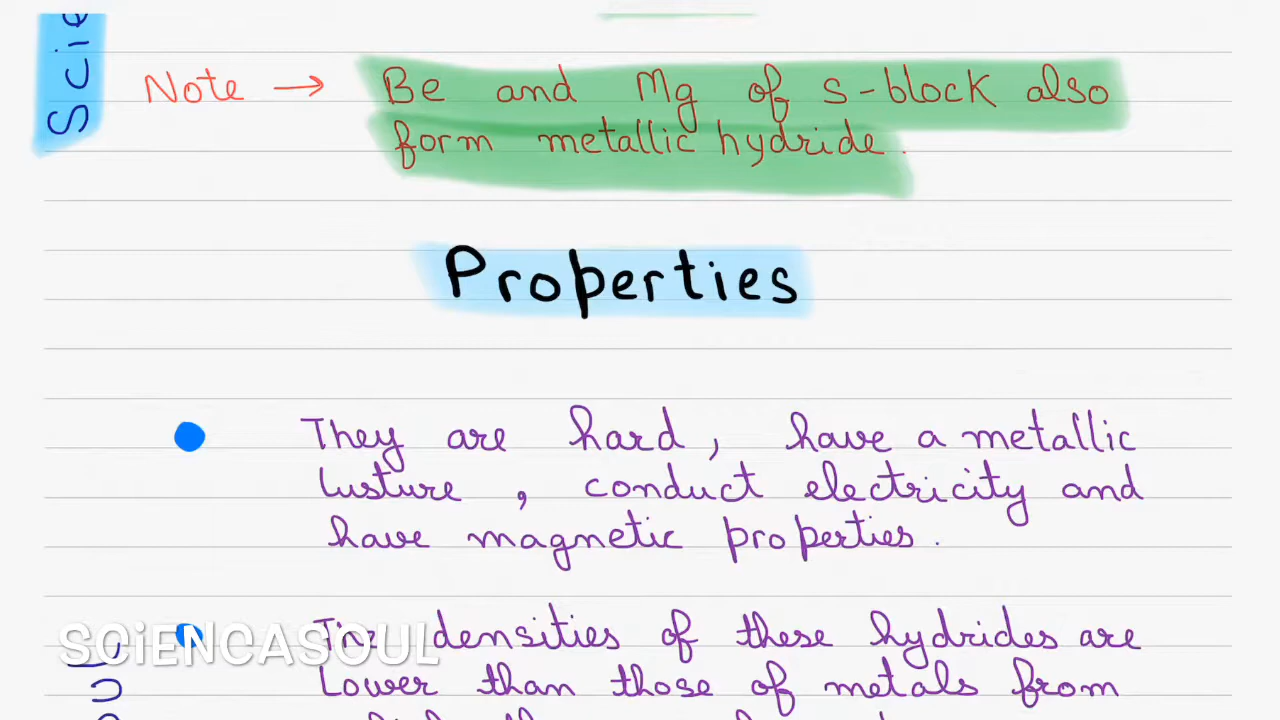 Scie
Note → Be and Mg of s-block also
form metallic hydride.
Properties
They are hard, have a metallic
lusture, conduct electricity and
have magnetic properties.
The densities of these hydrides are
Lower than those of metals from
SCiENCASOUL